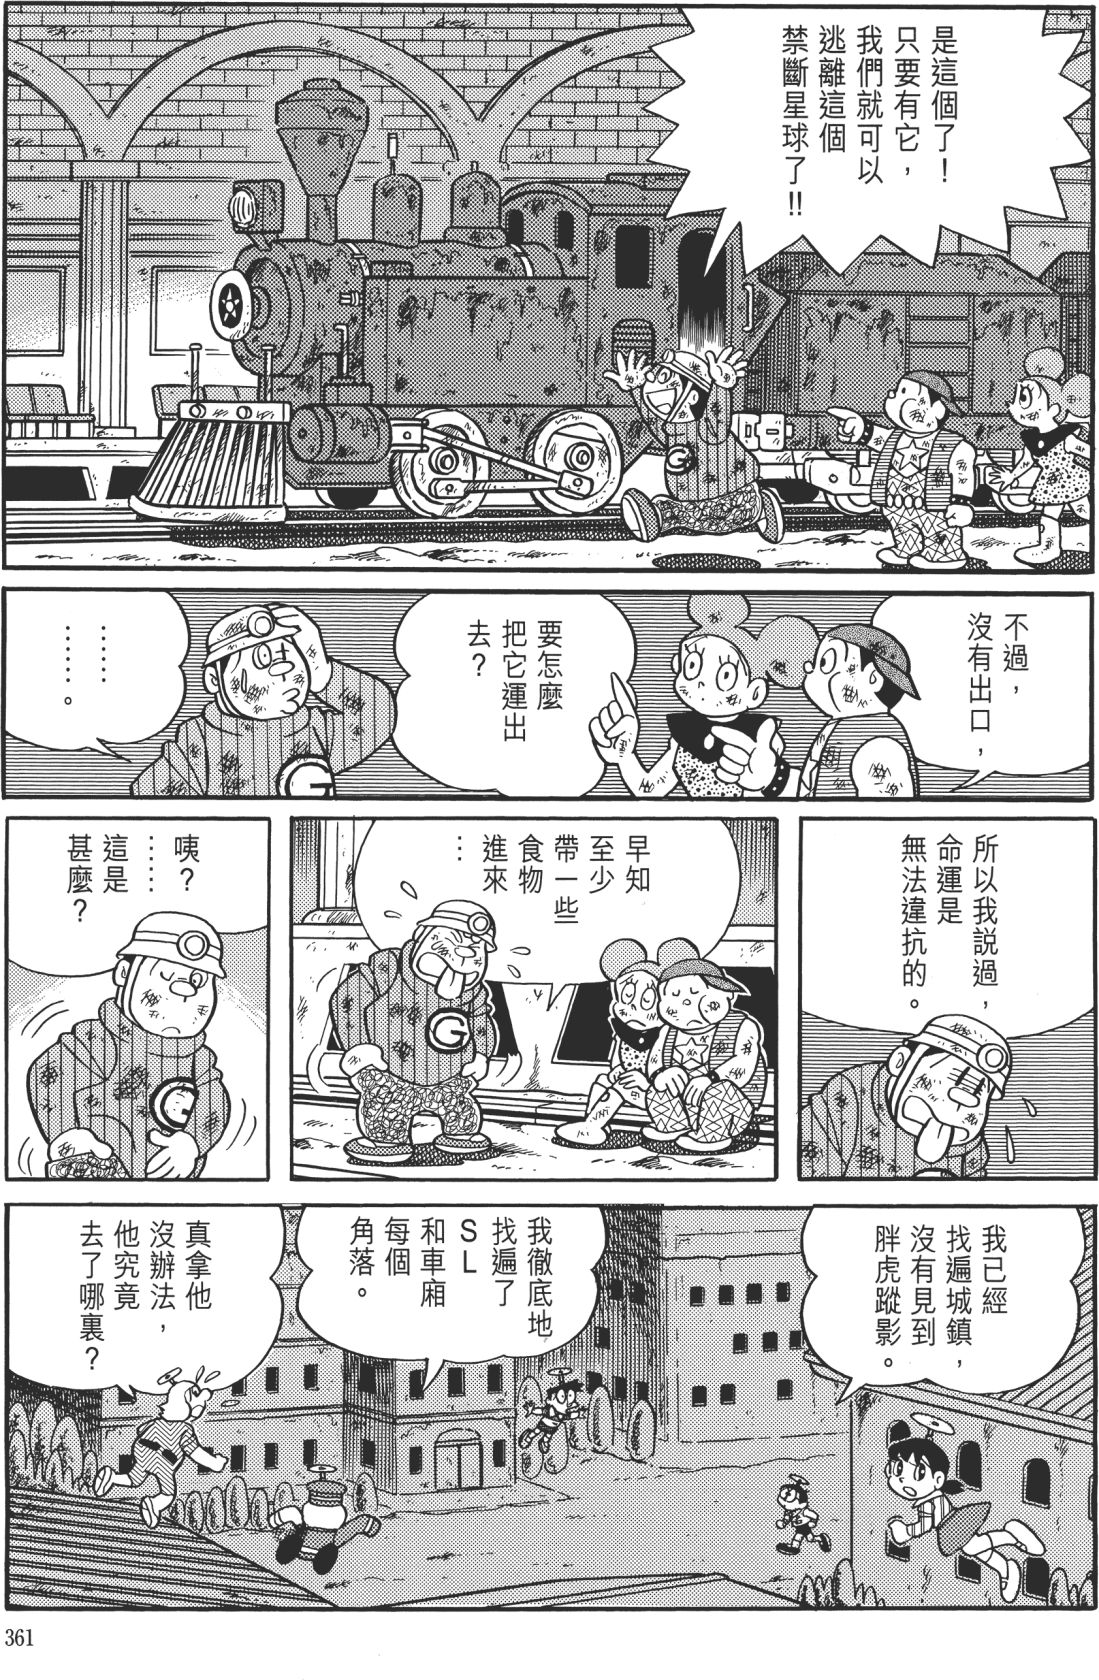 是這個了！
只要有它，
我們就可以
逃離這個
禁斷星球了!!
不過，
沒有出口，
要怎麼
把它運出
去？
……
……。
所以我説過，
命運是
無法違抗的。
早知
至少
帶一些
食物
進來
…
咦？
……
這是
甚麼？
我已經
找遍城鎮，
沒有見到
胖虎蹤影。
我徹底地
找遍了
SL
和車廂
每個
角落。
真拿他
沒辦法，
他究竟
去了哪裏？
G
G
G
G
361